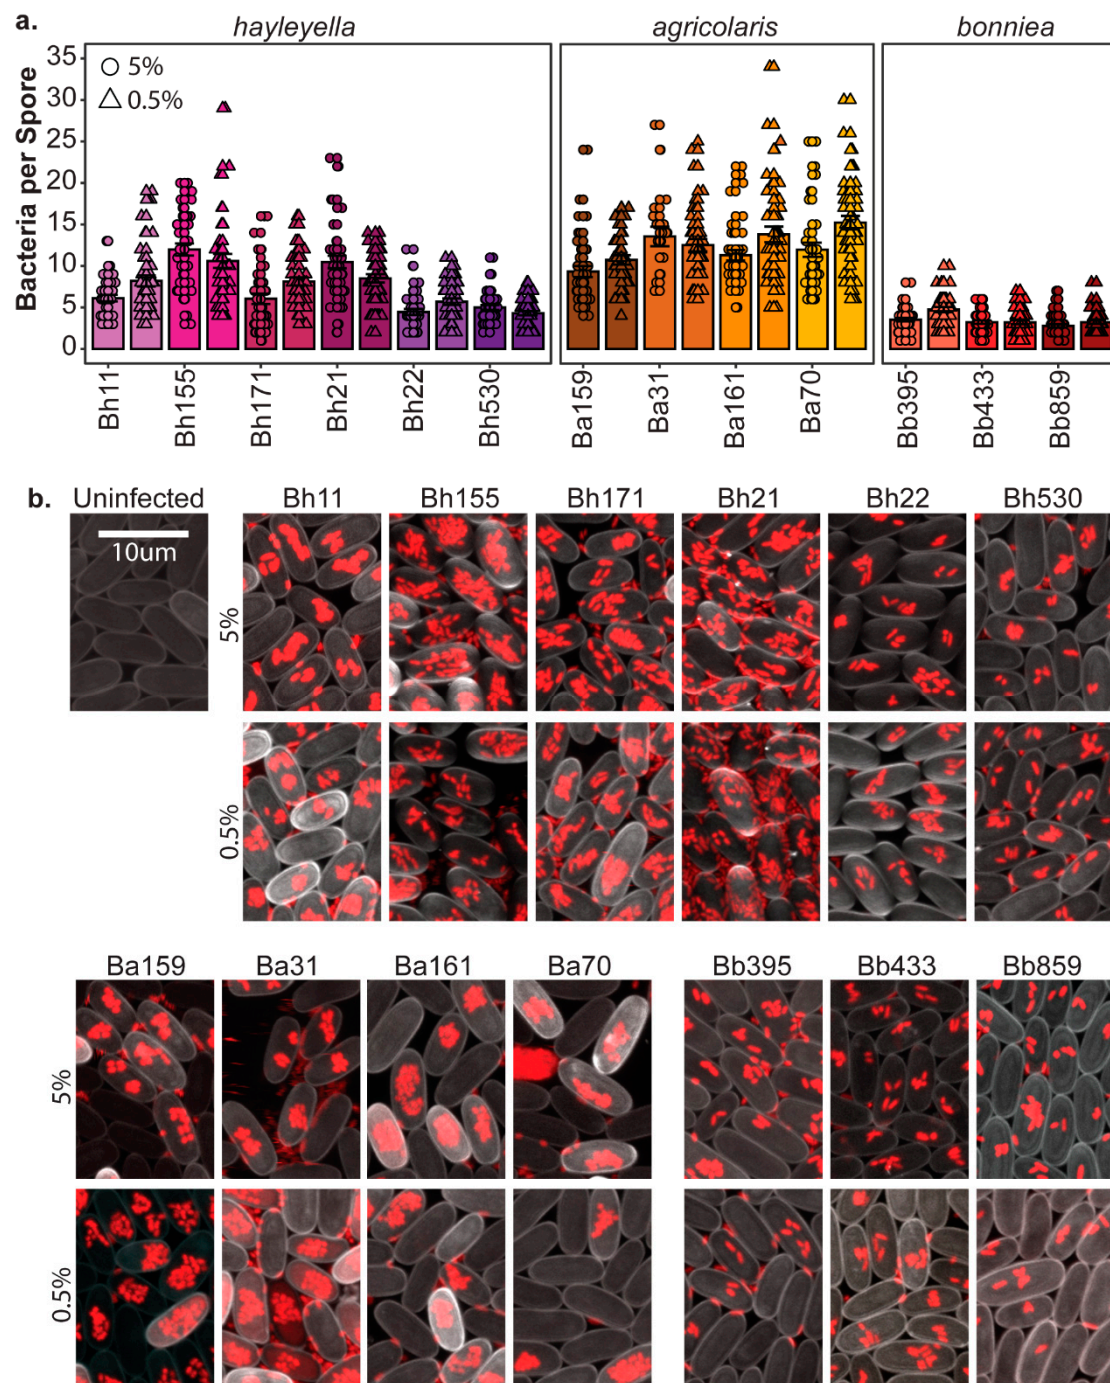 a.
hayleyella agricolaris bonniea
Bacteria per Spore
35
30
25
20
15
10
5
0
5%
0.5%
Bh11 Bh155 Bh171 Bh21 Bh22 Bh530 Ba159 Ba31 Ba161 Ba70 Bb395 Bb433 Bb859
b.
Uninfected Bh11 Bh155 Bh171 Bh21 Bh22 Bh530
10um
5%
0.5%
Ba159 Ba31 Ba161 Ba70 Bb395 Bb433 Bb859
5%
0.5%